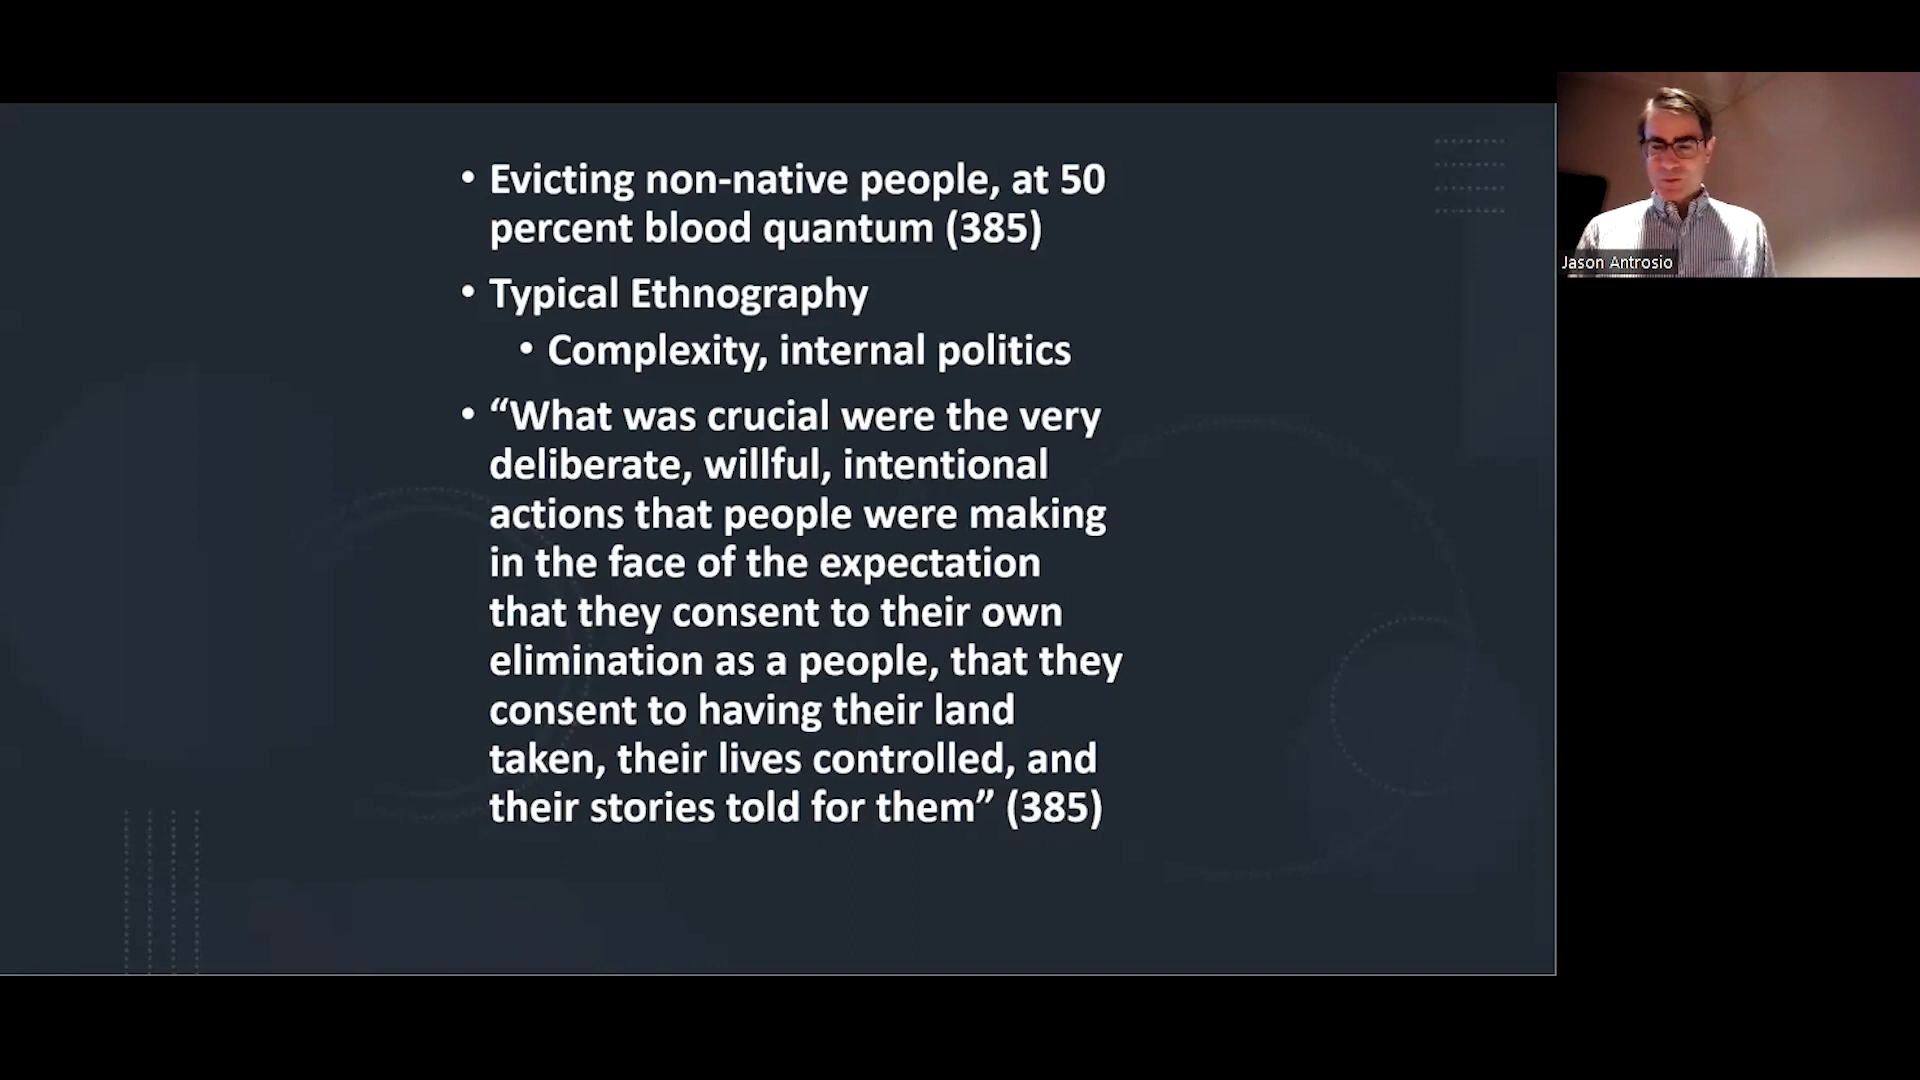 • Evicting non-native people, at 50
percent blood quantum (385)
• Typical Ethnography
• Complexity, internal politics
• “What was crucial were the very
deliberate, willful, intentional
actions that people were making
in the face of the expectation
that they consent to their own
elimination as a people, that they
consent to having their land
taken, their lives controlled, and
their stories told for them” (385)
Jason Antrosio